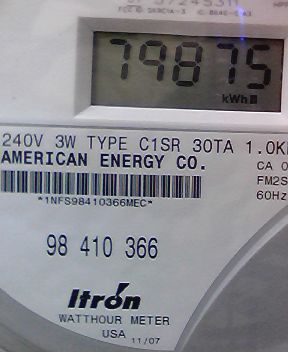 79875
kWh
240V 3W TYPE C1SR 30TA 1.0K
AMERICAN ENERGY CO.
CA 0
FM2S
60Hz
*1NFS98410366MEC*
98 410 366
Itrón
WATTHOUR METER
USA 11/07